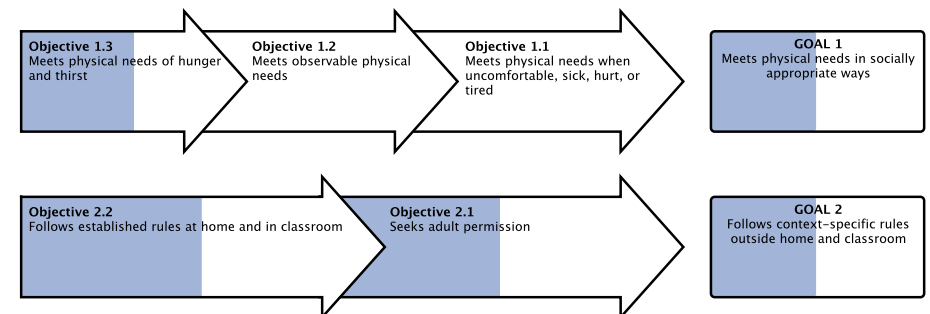 Objective 1.3
Meets physical needs of hunger
and thirst
Objective 1.2
Meets observable physical
needs
Objective 1.1
Meets physical needs when
uncomfortable, sick, hurt, or
tired
GOAL 1
Meets physical needs in socially
appropriate ways
Objective 2.2
Follows established rules at home and in classroom
Objective 2.1
Seeks adult permission
GOAL 2
Follows context-specific rules
outside home and classroom